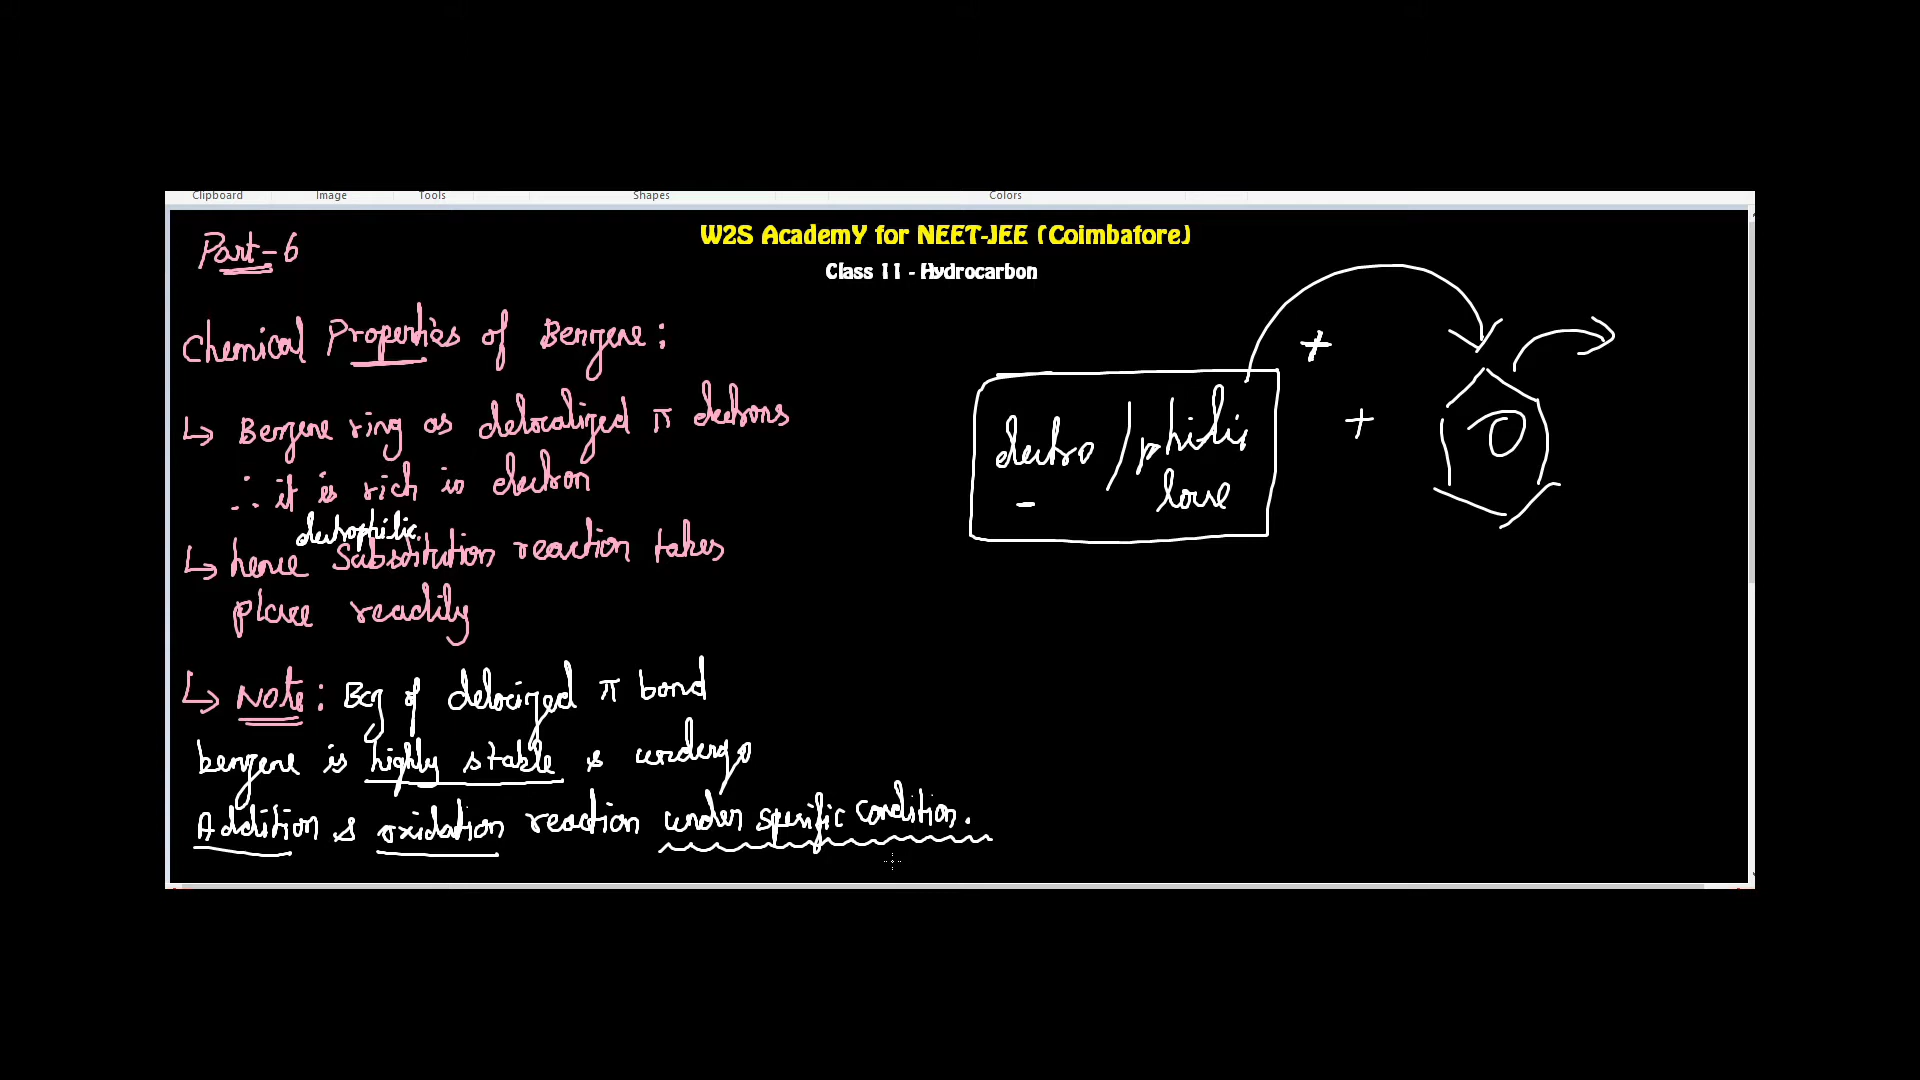 Clipboard Image Tools Shapes Colors
W2S AcademY for NEET-JEE (Coimbatore)
Class 11 - Hydrocarbon
Part-6
Chemical Properties of Benzene:
↳ Benzene ring as delocalized π electrons
∴ it is rich in electron
electrophilic
↳ hence Substitution reaction takes
place readily
↳ Note: Bcz of delocized π bond
benzene is highly stable & undergo
Addition & oxidation reaction under specific condition.
+
electro / philic +
- love